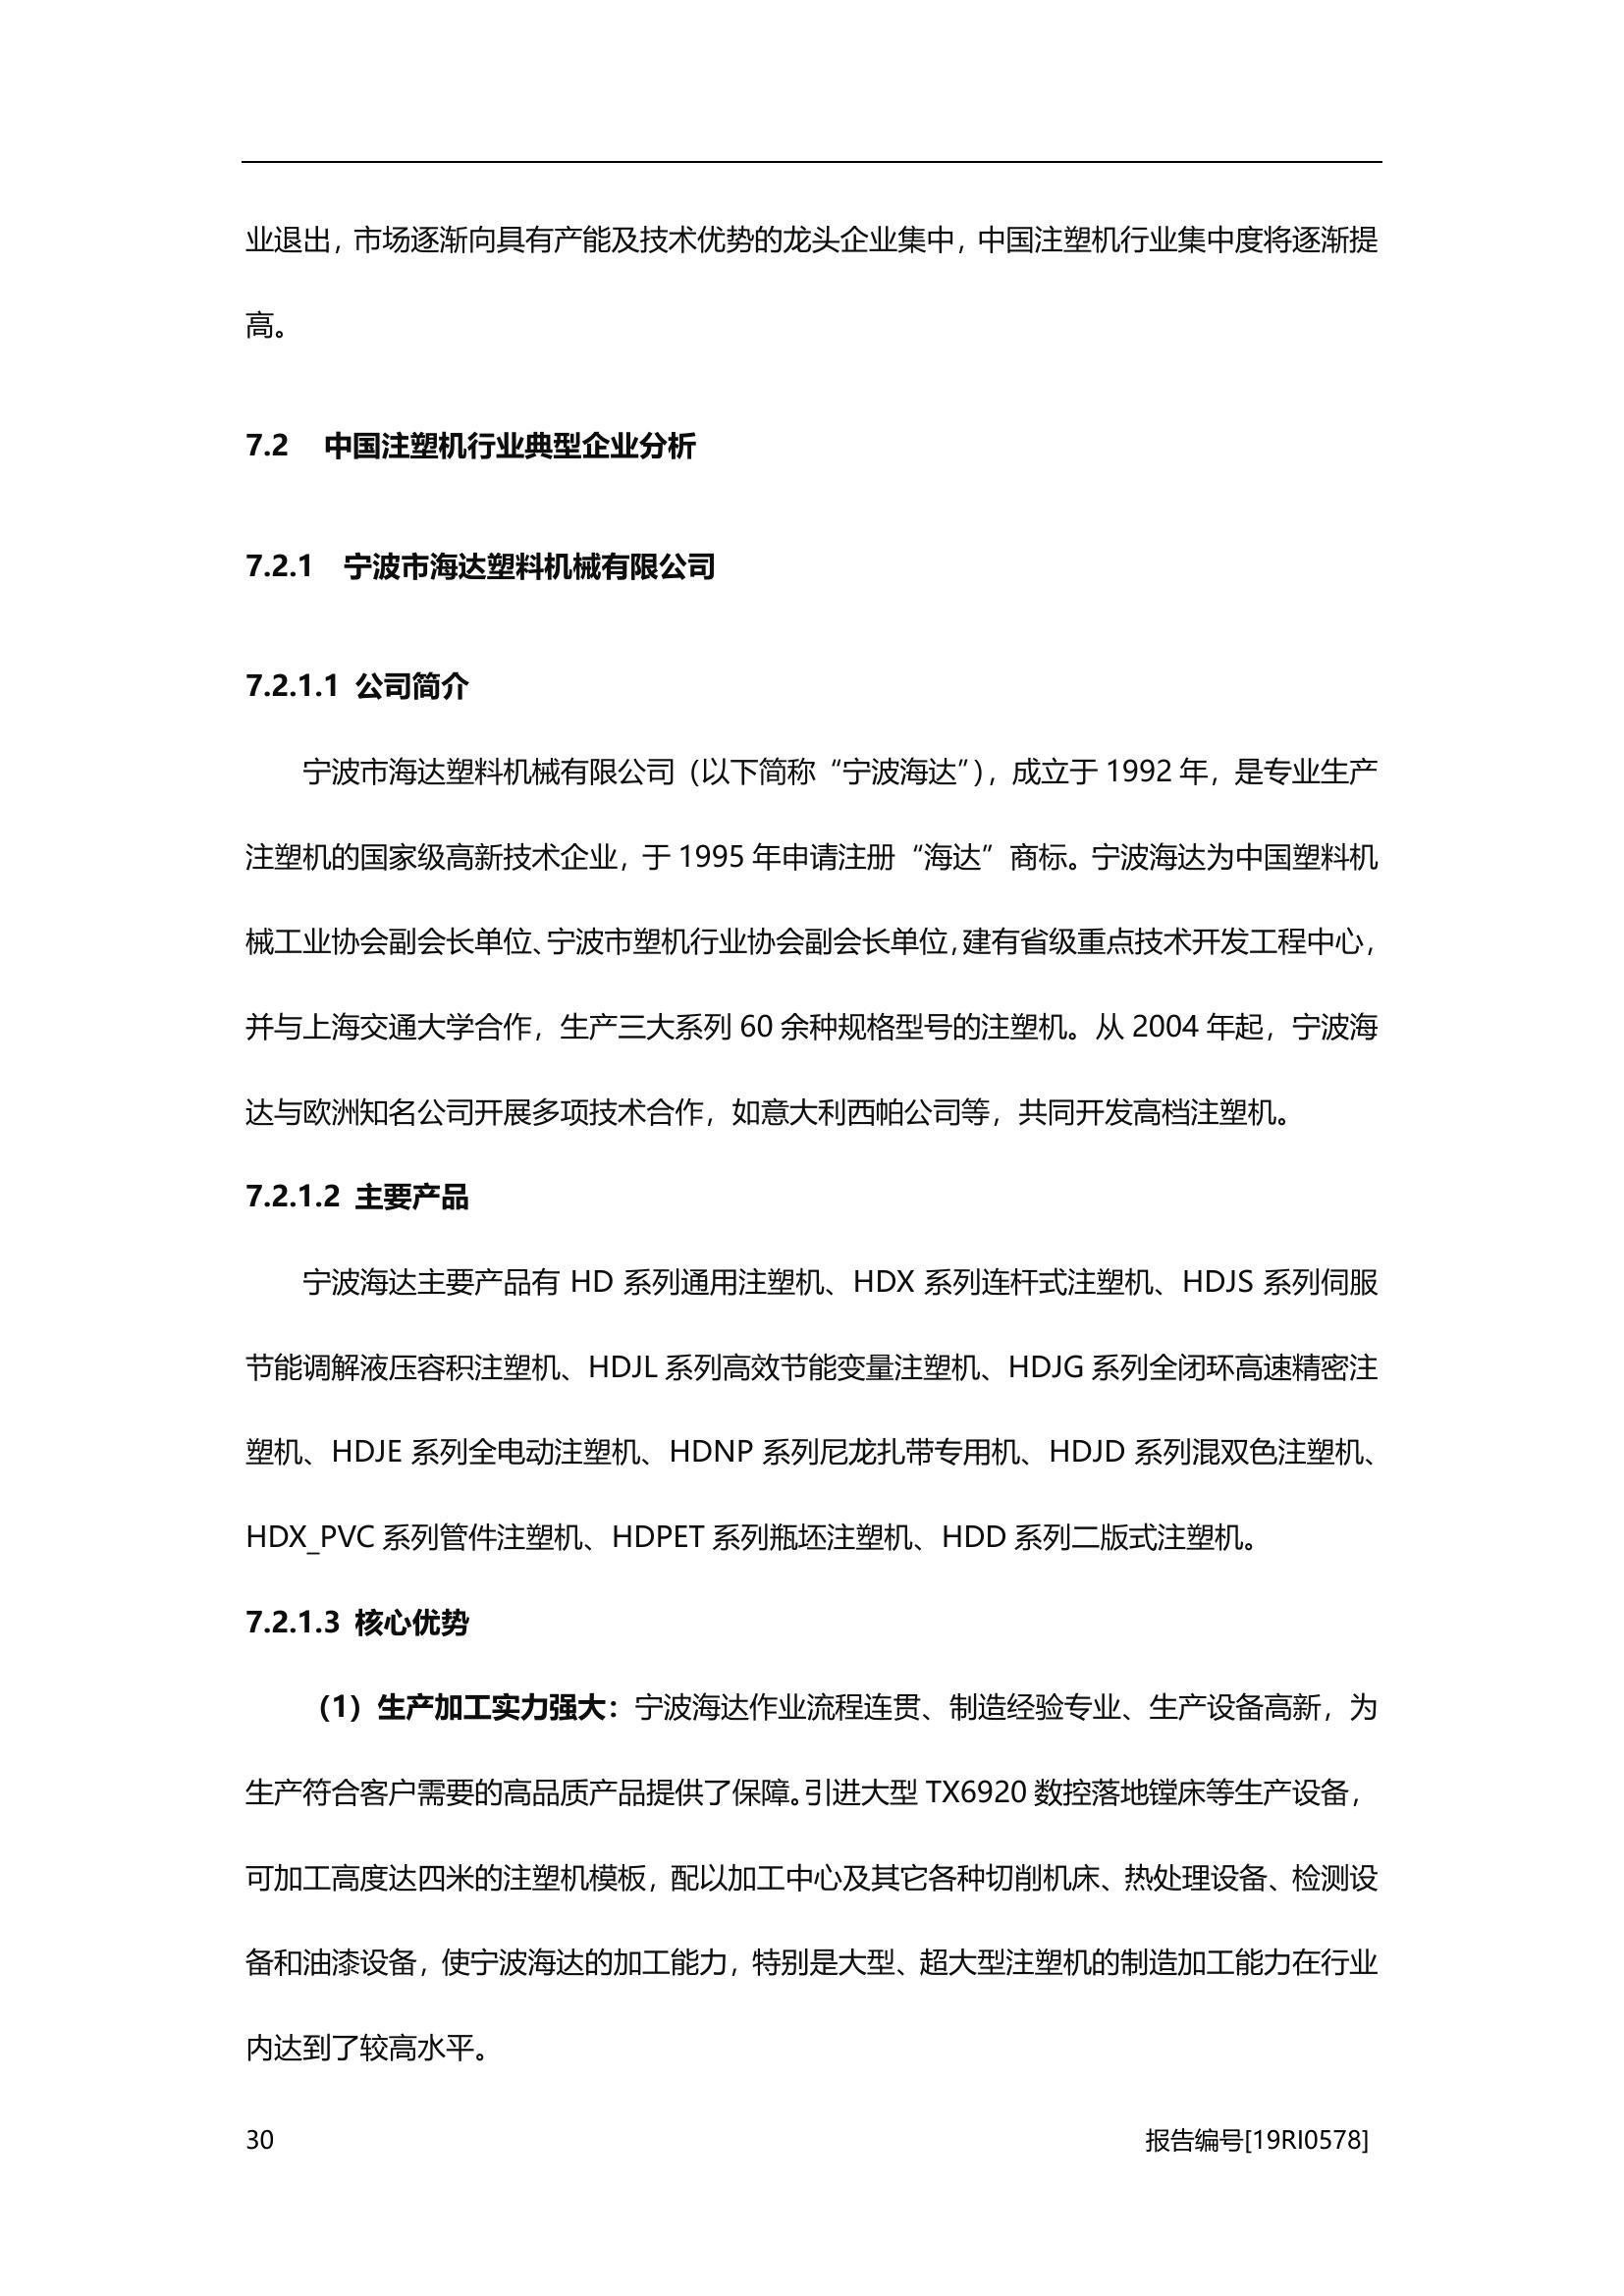 业退出，市场逐渐向具有产能及技术优势的龙头企业集中，中国注塑机行业集中度将逐渐提
高。
7.2 中国注塑机行业典型企业分析
7.2.1 宁波市海达塑料机械有限公司
7.2.1.1 公司简介
宁波市海达塑料机械有限公司（以下简称“宁波海达”），成立于 1992 年，是专业生产
注塑机的国家级高新技术企业，于 1995 年申请注册“海达”商标。宁波海达为中国塑料机
械工业协会副会长单位、宁波市塑机行业协会副会长单位，建有省级重点技术开发工程中心，
并与上海交通大学合作，生产三大系列 60 余种规格型号的注塑机。从 2004 年起，宁波海
达与欧洲知名公司开展多项技术合作，如意大利西帕公司等，共同开发高档注塑机。
7.2.1.2 主要产品
宁波海达主要产品有 HD 系列通用注塑机、HDX 系列连杆式注塑机、HDJS 系列伺服
节能调解液压容积注塑机、HDJL 系列高效节能变量注塑机、HDJG 系列全闭环高速精密注
塑机、HDJE 系列全电动注塑机、HDNP 系列尼龙扎带专用机、HDJD 系列混双色注塑机、
HDX_PVC 系列管件注塑机、HDPET 系列瓶坯注塑机、HDD 系列二版式注塑机。
7.2.1.3 核心优势
（1）生产加工实力强大：宁波海达作业流程连贯、制造经验专业、生产设备高新，为
生产符合客户需要的高品质产品提供了保障。引进大型 TX6920 数控落地镗床等生产设备，
可加工高度达四米的注塑机模板，配以加工中心及其它各种切削机床、热处理设备、检测设
备和油漆设备，使宁波海达的加工能力，特别是大型、超大型注塑机的制造加工能力在行业
内达到了较高水平。
30 报告编号[19RI0578]